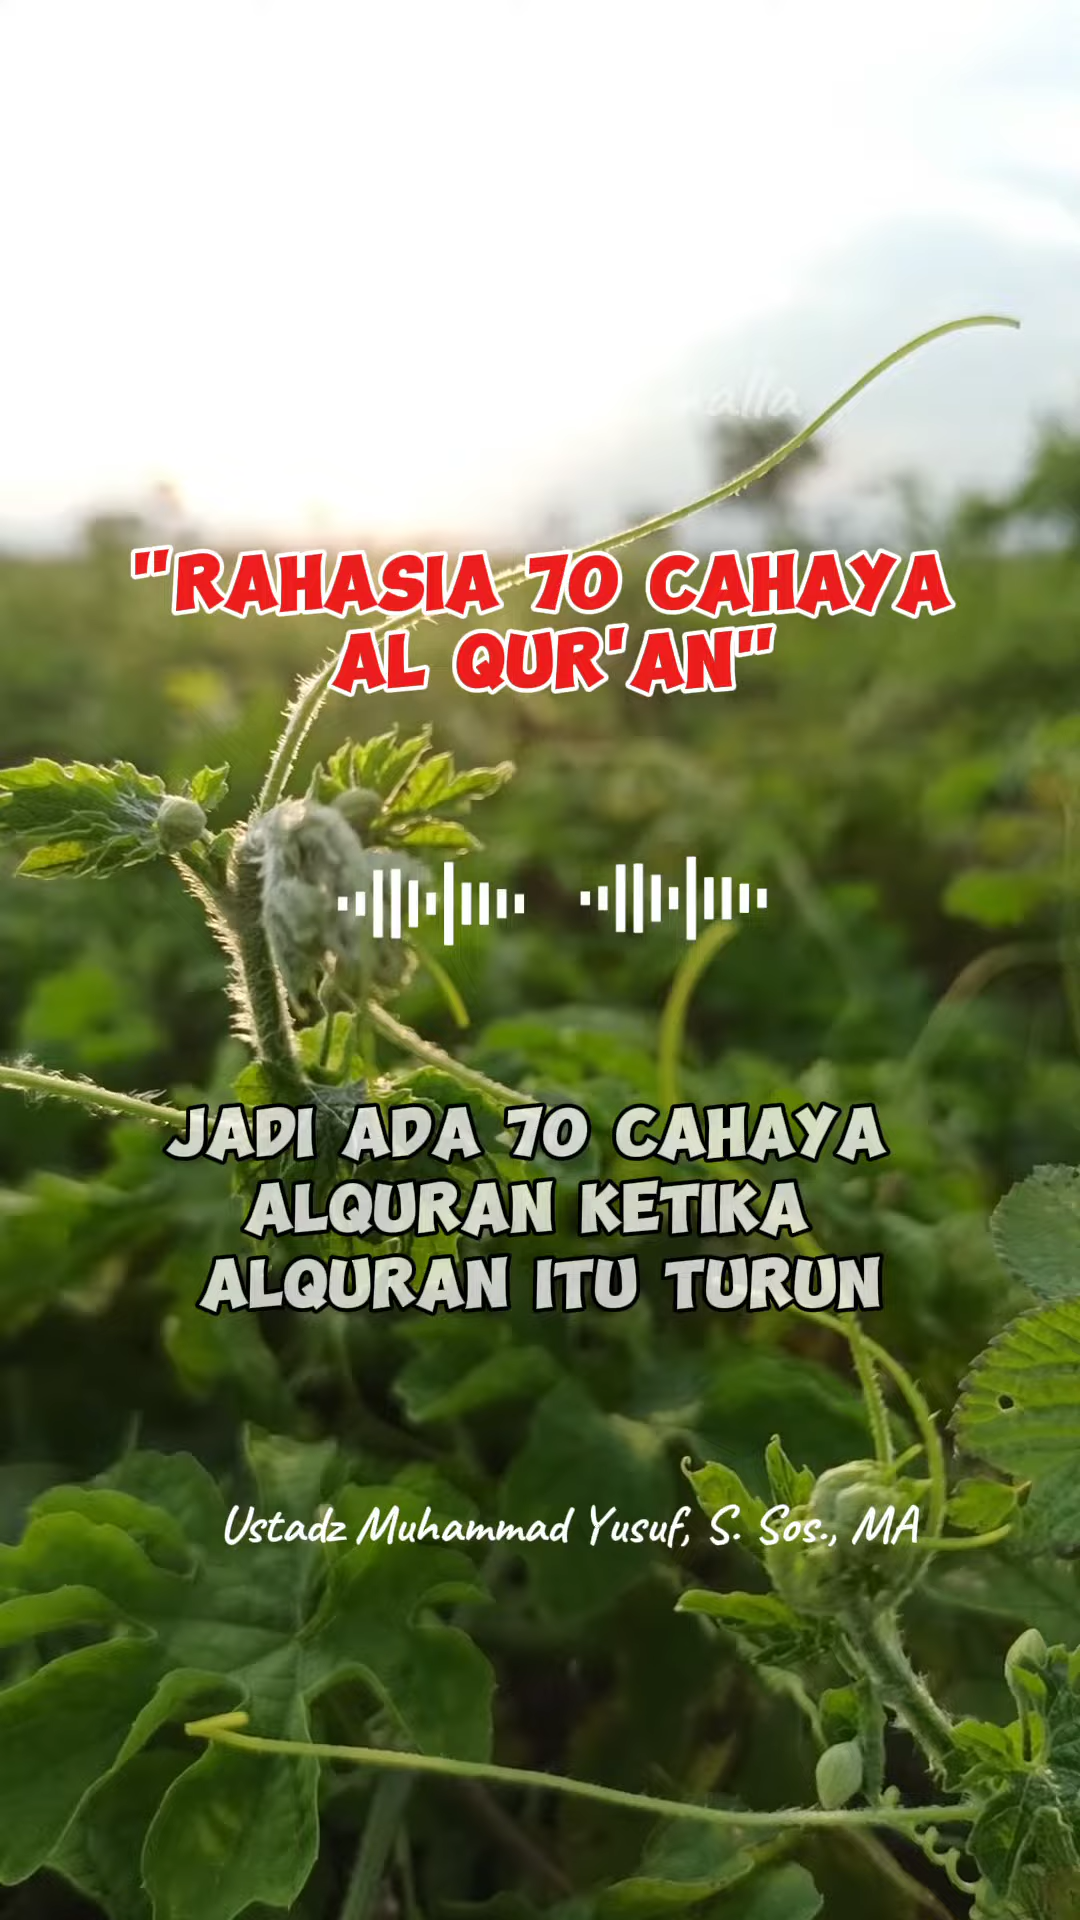 "RAHASIA 70 CAHAYA
AL QUR'AN"
JADI ADA 70 CAHAYA
ALQURAN KETIKA
ALQURAN ITU TURUN
Ustadz Muhammad Yusuf, S. Sos., MA